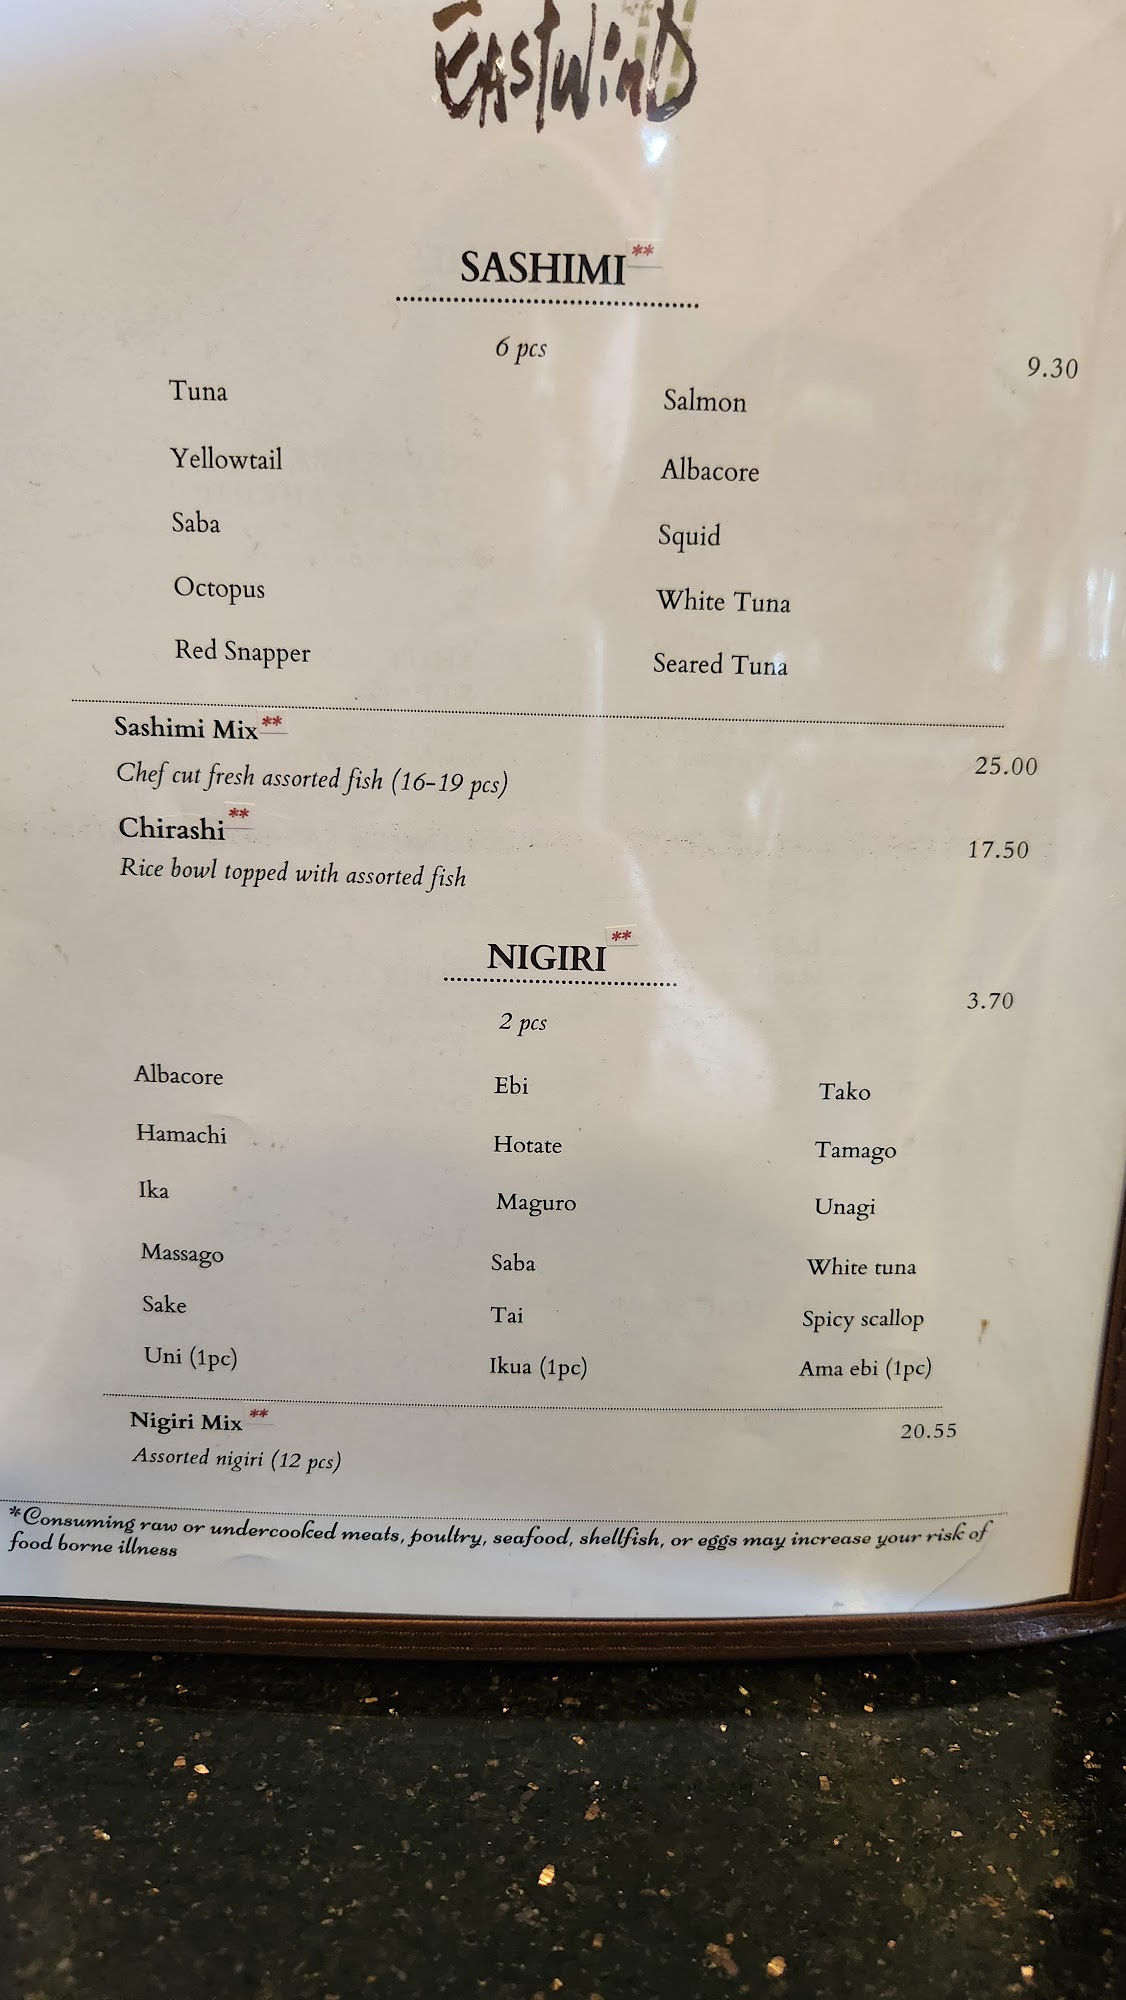 EASTWIND
SASHIMI**
6 pcs 9.30
Tuna Salmon
Yellowtail Albacore
Saba Squid
Octopus White Tuna
Red Snapper Seared Tuna
Sashimi Mix**
Chef cut fresh assorted fish (16-19 pcs) 25.00
Chirashi** 17.50
Rice bowl topped with assorted fish
NIGIRI**
2 pcs 3.70
Albacore Ebi Tako
Hamachi Hotate Tamago
Ika Maguro Unagi
Massago Saba White tuna
Sake Tai Spicy scallop
Uni (1pc) Ikua (1pc) Ama ebi (1pc)
Nigiri Mix** 20.55
Assorted nigiri (12 pcs)
*Consuming raw or undercooked meats, poultry, seafood, shellfish, or eggs may increase your risk of
food borne illness